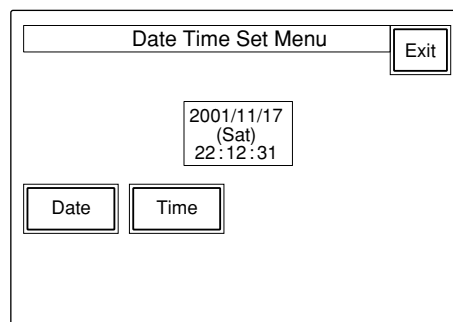 Date Time Set Menu
Exit
2001/11/17
(Sat)
22:12:31
Date
Time